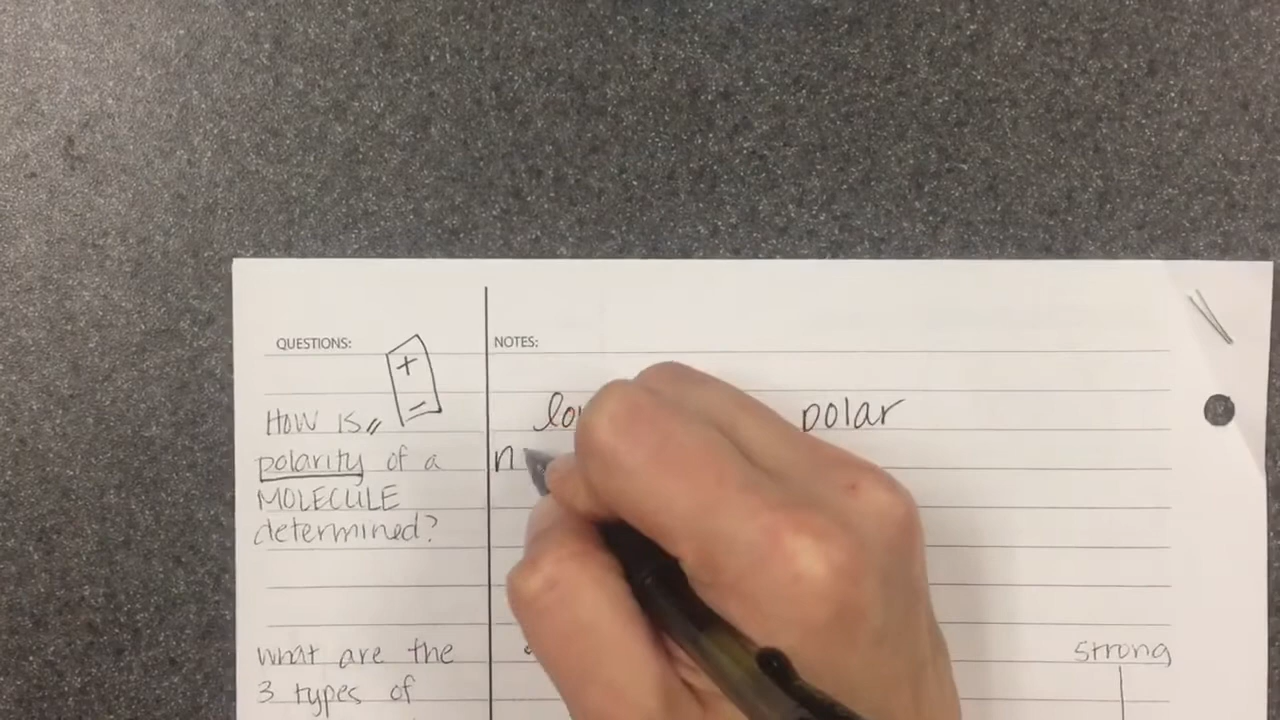 QUESTIONS:
+
−
HOW IS
polarity of a
MOLECULE
determined?
what are the
3 types of
NOTES:
polar
n
strong